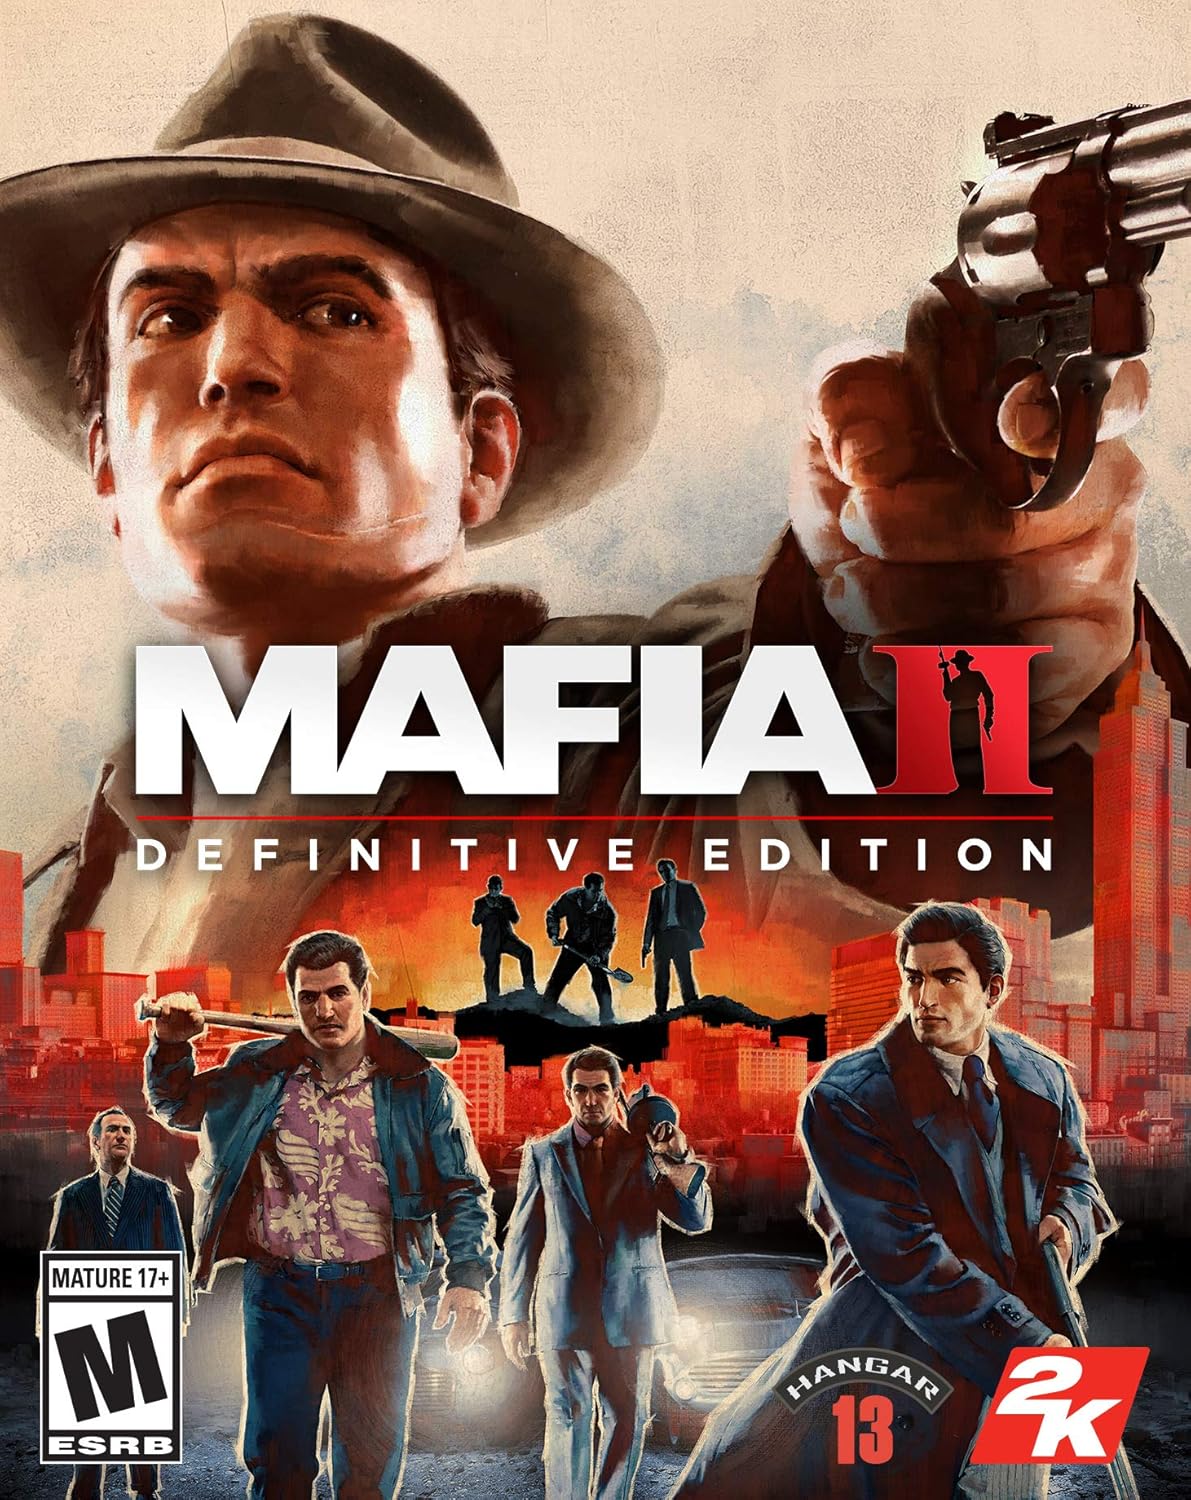 MAFIA II
DEFINITIVE EDITION
MATURE 17+
M
ESRB
HANGAR
13
2K